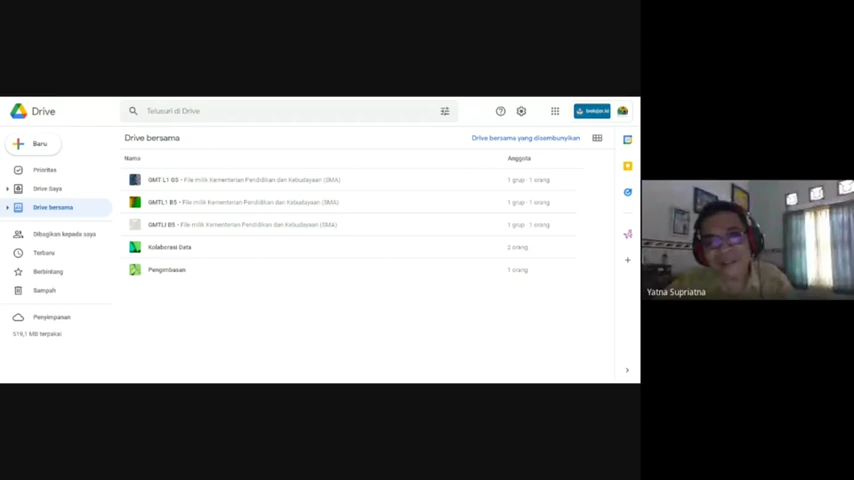 Drive
Telusuri di Drive
belajar.id
Baru
Drive bersama
Drive bersama yang disembunyikan
Nama
Anggota
Prioritas
Drive Saya
Drive bersama
Dibagikan kepada saya
Terbaru
Berbintang
Sampah
Penyimpanan
519,1 MB terpakai
GMT L1 G5 - File milik Kementerian Pendidikan dan Kebudayaan (SMA)
1 grup · 1 orang
GMTL1 B5 - File milik Kementerian Pendidikan dan Kebudayaan (SMA)
1 grup · 1 orang
GMTLI B5 - File milik Kementerian Pendidikan dan Kebudayaan (SMA)
1 grup · 1 orang
Kolaborasi Data
2 orang
Pengimbasan
1 orang
Yatna Supriatna